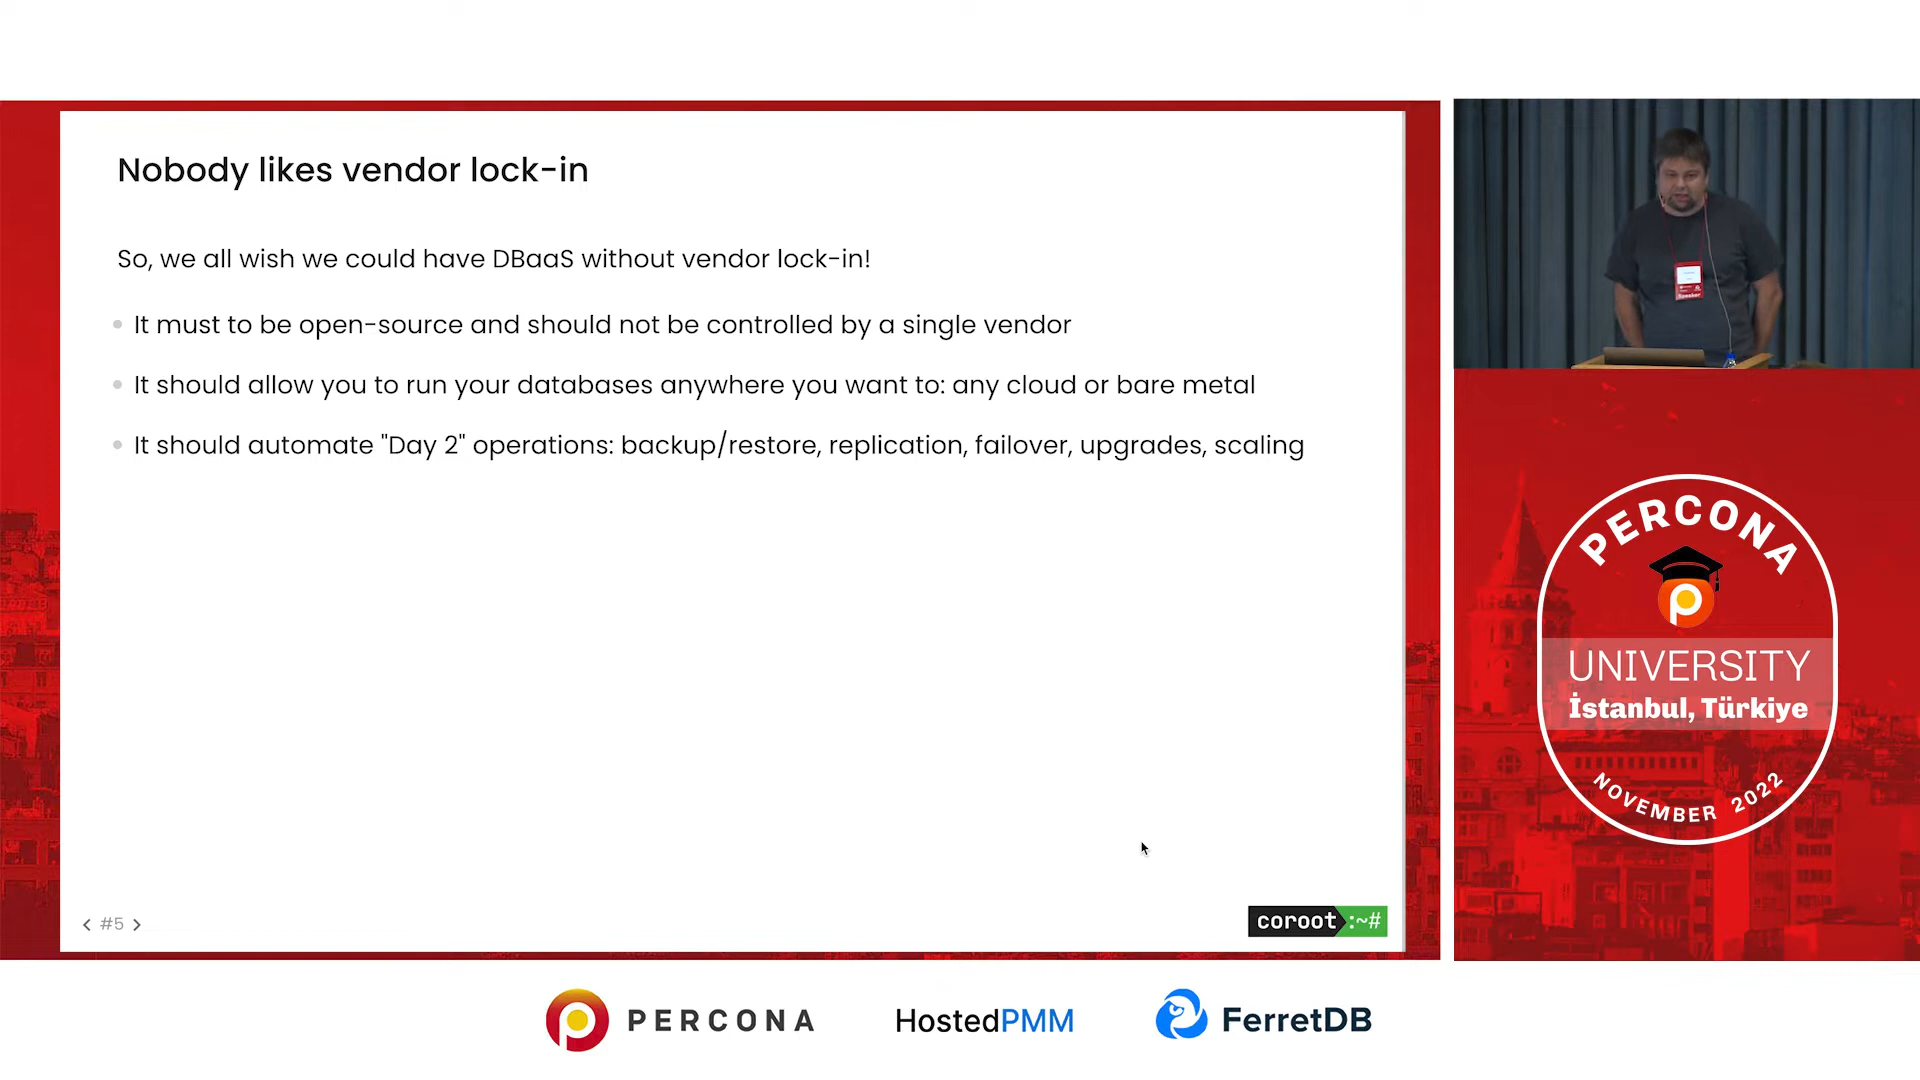 Nobody likes vendor lock-in
So, we all wish we could have DBaaS without vendor lock-in!
It must to be open-source and should not be controlled by a single vendor
It should allow you to run your databases anywhere you want to: any cloud or bare metal
It should automate "Day 2" operations: backup/restore, replication, failover, upgrades, scaling
< #5 >
coroot:~#
Speaker
PERCONA
UNIVERSITY
İstanbul, Türkiye
NOVEMBER 2022
PERCONA
HostedPMM
FerretDB